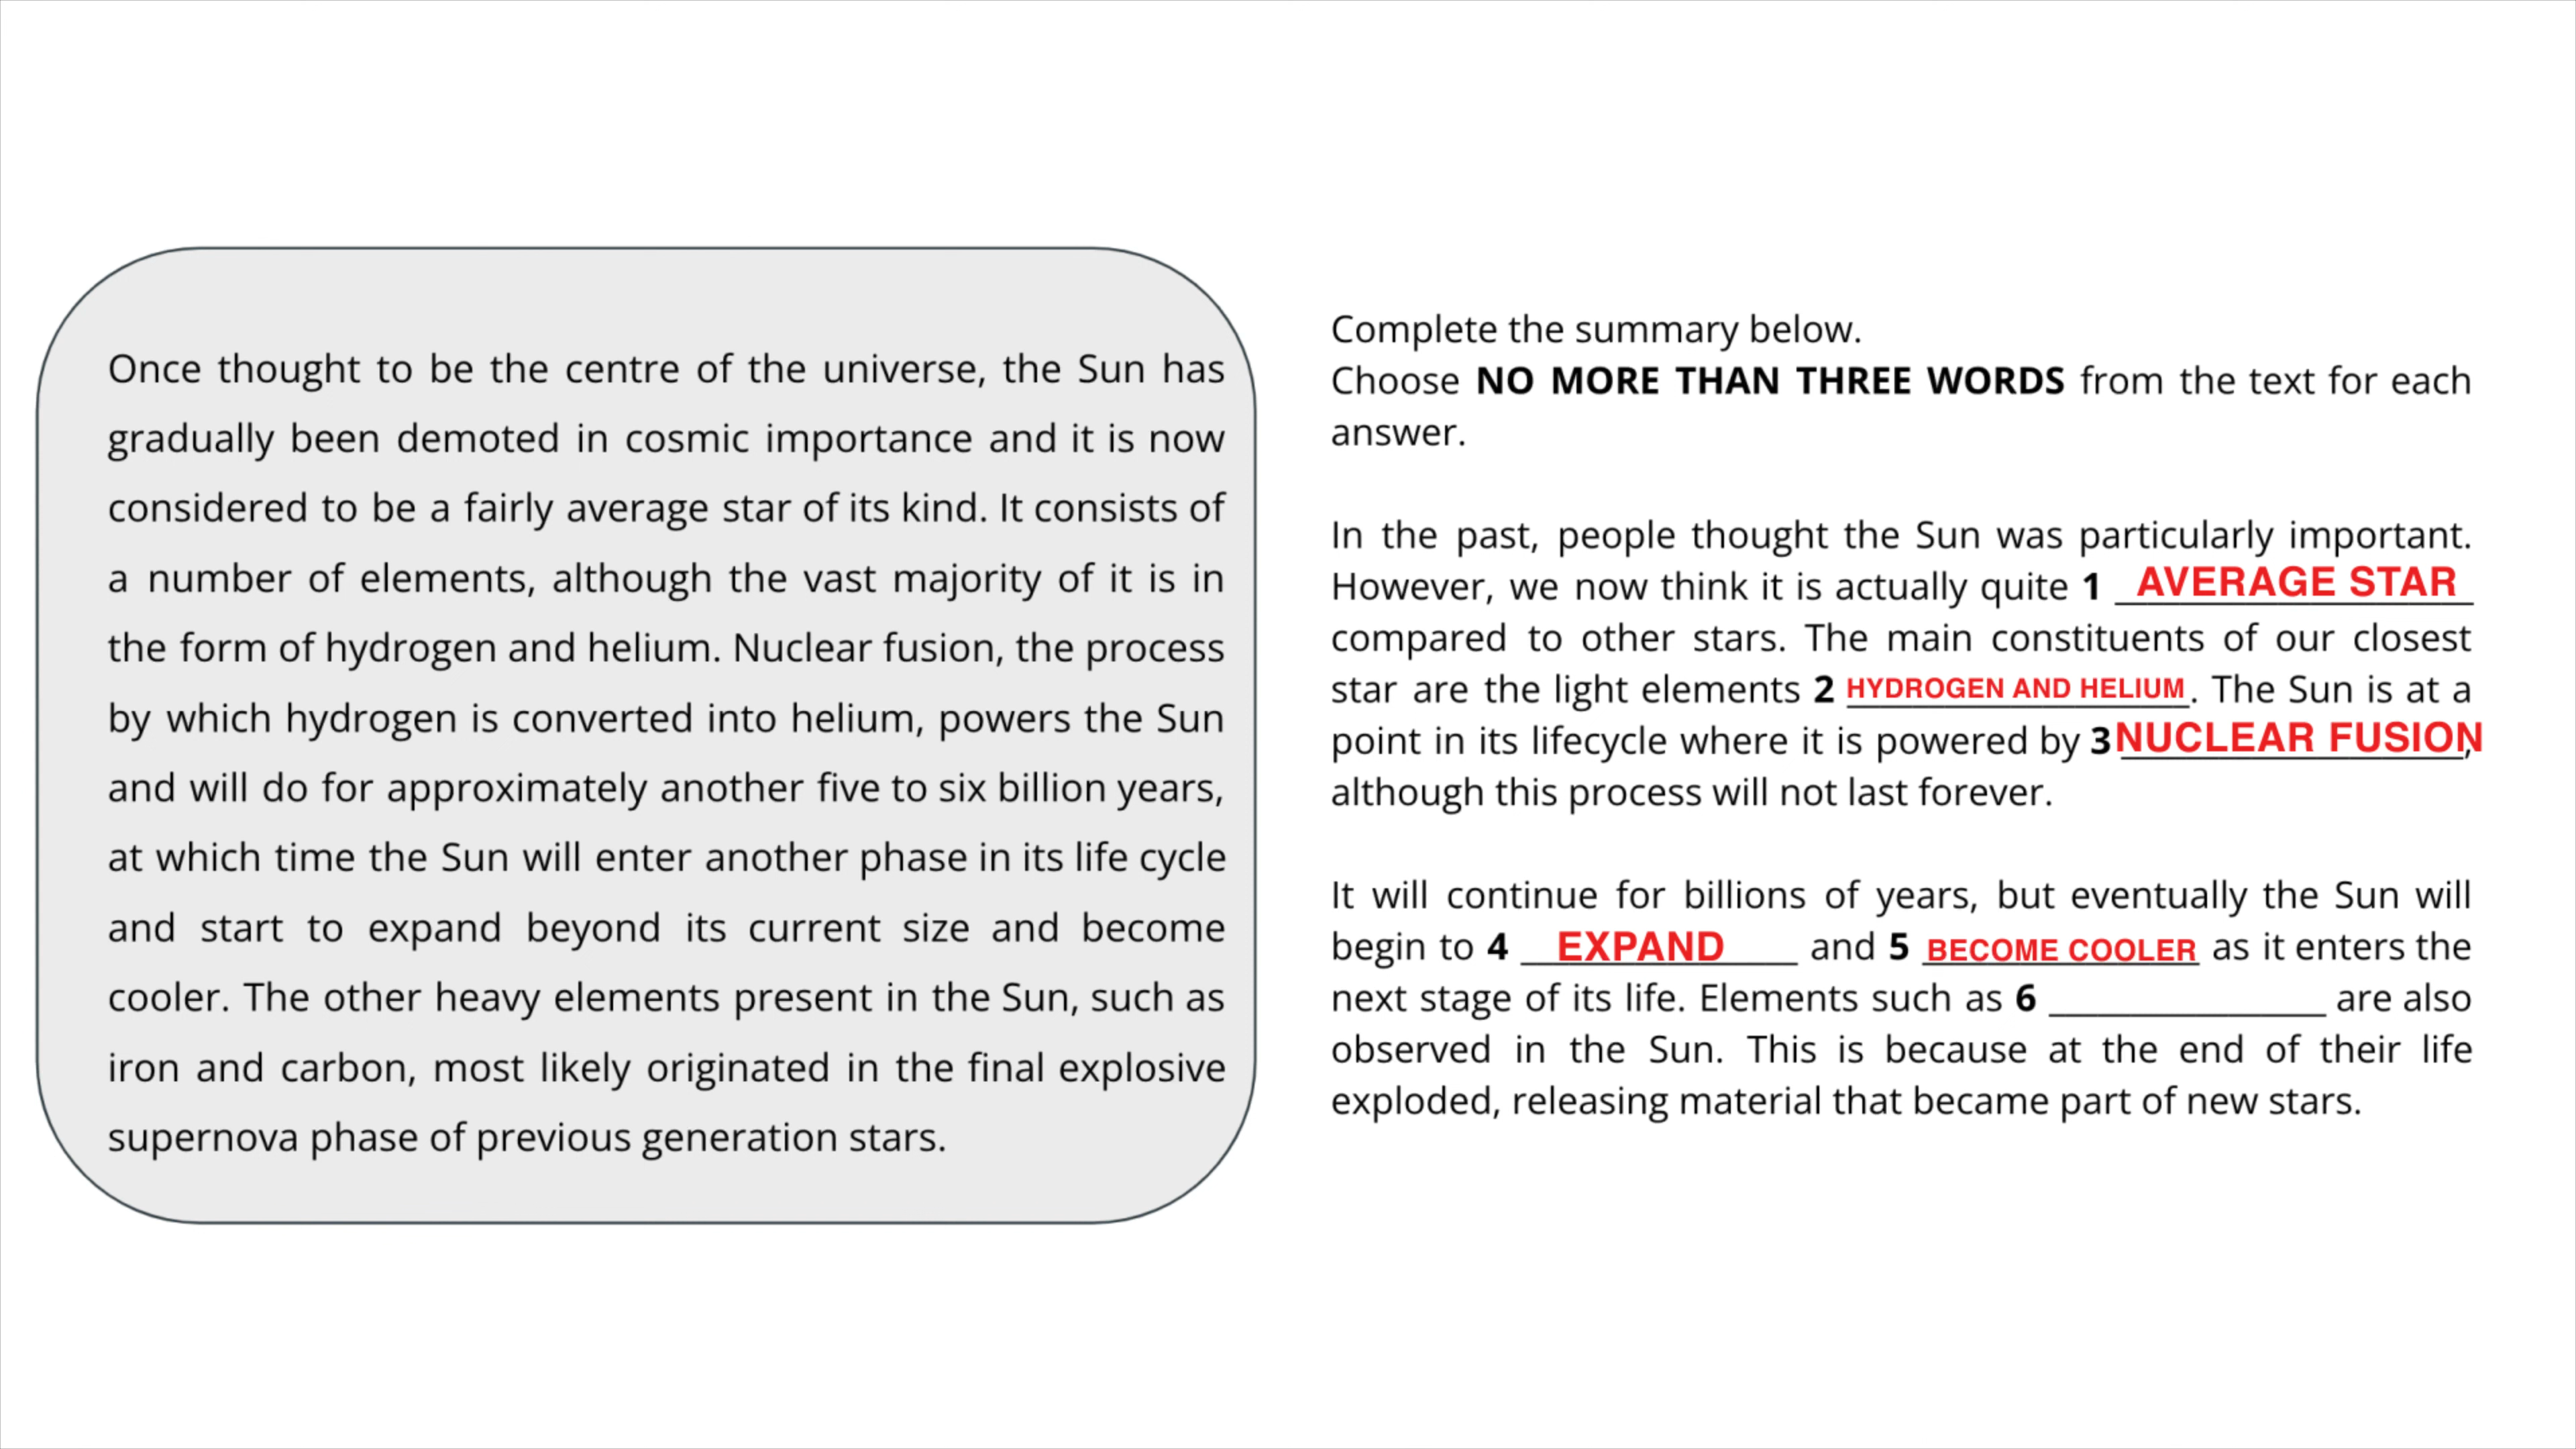 Once thought to be the centre of the universe, the Sun has
gradually been demoted in cosmic importance and it is now
considered to be a fairly average star of its kind. It consists of
a number of elements, although the vast majority of it is in
the form of hydrogen and helium. Nuclear fusion, the process
by which hydrogen is converted into helium, powers the Sun
and will do for approximately another five to six billion years,
at which time the Sun will enter another phase in its life cycle
and start to expand beyond its current size and become
cooler. The other heavy elements present in the Sun, such as
iron and carbon, most likely originated in the final explosive
supernova phase of previous generation stars.
Complete the summary below.
Choose NO MORE THAN THREE WORDS from the text for each
answer.
In the past, people thought the Sun was particularly important.
However, we now think it is actually quite 1 AVERAGE STAR
compared to other stars. The main constituents of our closest
star are the light elements 2 HYDROGEN AND HELIUM. The Sun is at a
point in its lifecycle where it is powered by 3 NUCLEAR FUSION,
although this process will not last forever.
It will continue for billions of years, but eventually the Sun will
begin to 4 EXPAND and 5 BECOME COOLER as it enters the
next stage of its life. Elements such as 6 ______________ are also
observed in the Sun. This is because at the end of their life
exploded, releasing material that became part of new stars.